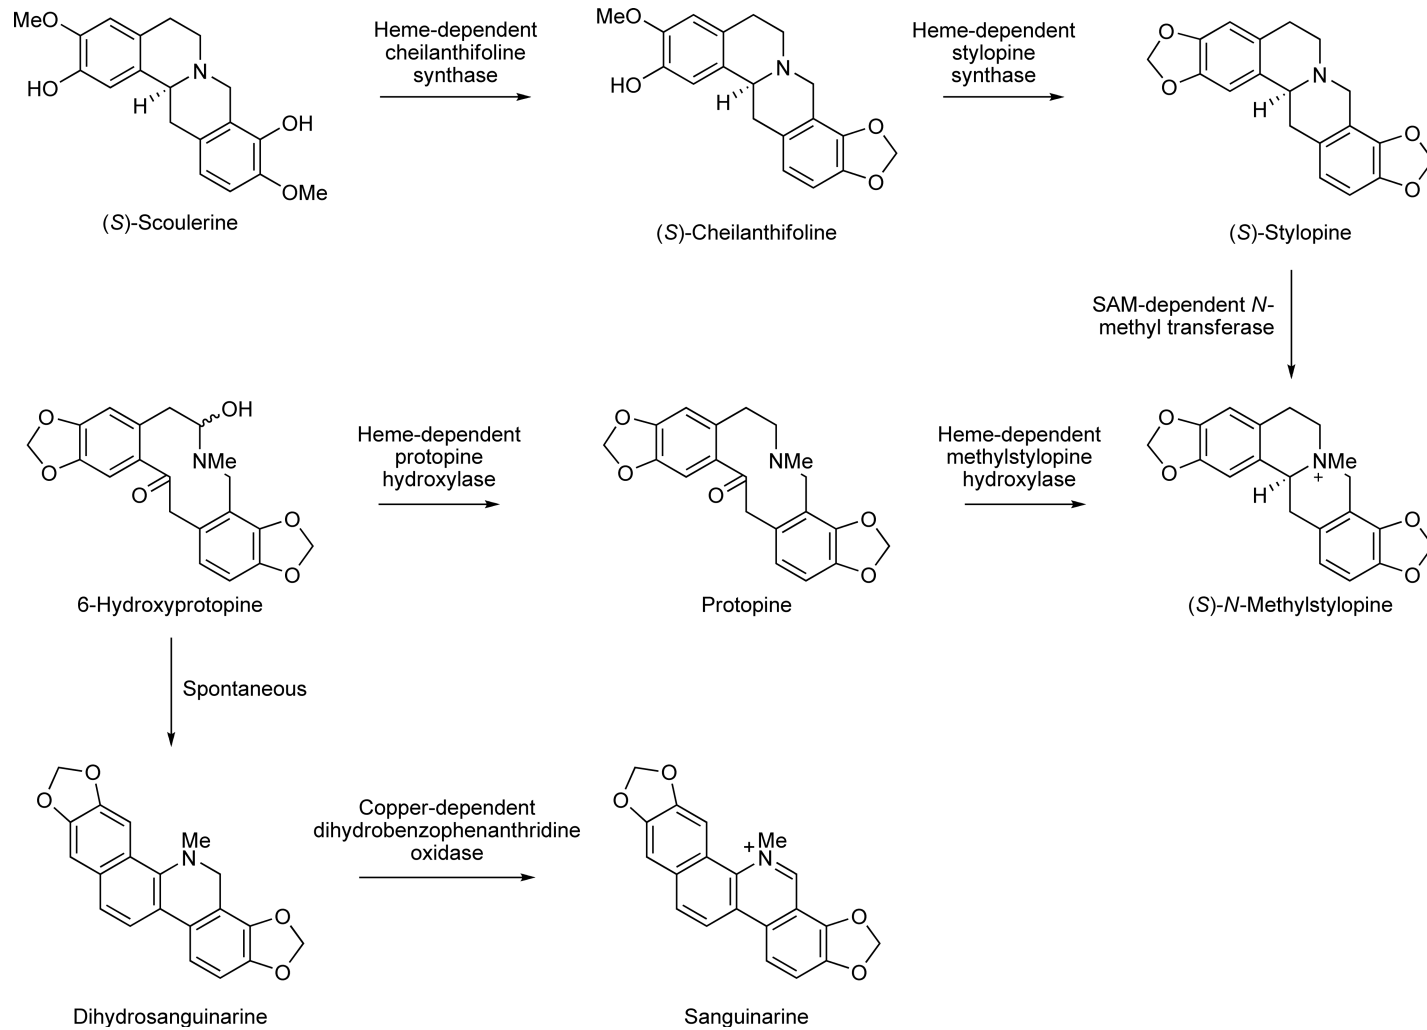 MeO
HO
H
N
OH
OMe
(S)-Scoulerine
Heme-dependent
cheilanthifoline
synthase
MeO
HO
H
N
O
O
(S)-Cheilanthifoline
Heme-dependent
stylopine
synthase
O
O
H
N
O
O
(S)-Stylopine
SAM-dependent N-
methyl transferase
O
O
OH
NMe
O
O
O
6-Hydroxyprotopine
Heme-dependent
protopine
hydroxylase
O
O
NMe
O
O
O
Protopine
Heme-dependent
methylstylopine
hydroxylase
O
O
H
NMe
+
O
O
(S)-N-Methylstylopine
Spontaneous
O
O
Me
N
O
O
Dihydrosanguinarine
Copper-dependent
dihydrobenzophenanthridine
oxidase
O
O
Me
+
N
O
O
Sanguinarine